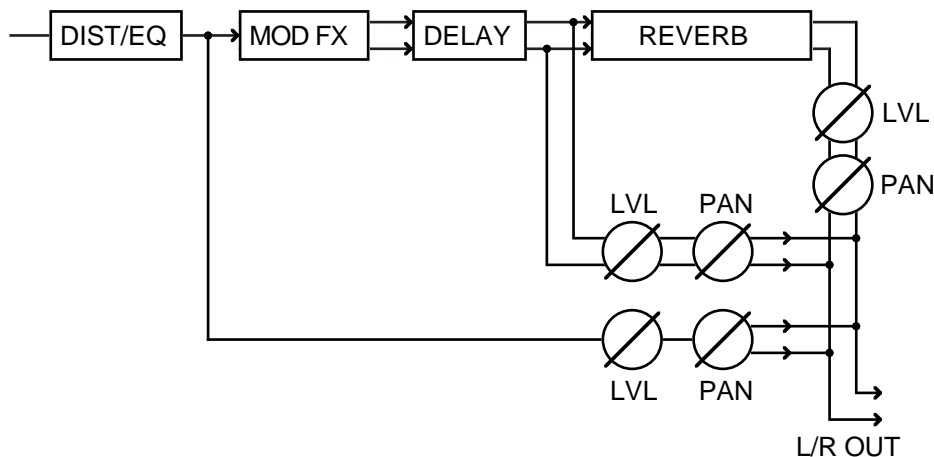 DIST/EQ
MOD FX
DELAY
REVERB
LVL
PAN
LVL PAN
LVL PAN
L/R OUT